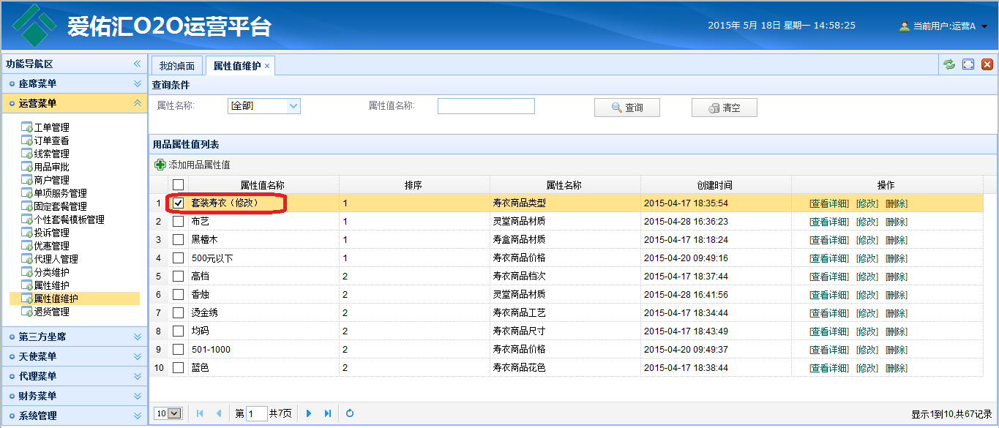 爱佑汇O2O运营平台
2015年 5月 18日 星期一 14:58:25
当前用户:运营A
功能导航区
座席菜单
运营菜单
工单管理
订单查看
线索管理
用品审批
商户管理
单项服务管理
固定套餐管理
个性套餐模板管理
投诉管理
优惠管理
代理人管理
分类维护
属性维护
属性值维护
退货管理
第三方坐席
天使菜单
代理菜单
财务菜单
系统管理
我的桌面 属性值维护
查询条件
属性名称: [全部] 属性值名称: 查询 清空
用品属性值列表
添加用品属性值
属性值名称 排序 属性名称 创建时间 操作
1 套装寿衣（修改） 1 寿衣商品类型 2015-04-17 18:35:54 [查看详细] [修改] [删除]
2 布艺 1 灵堂商品材质 2015-04-28 16:36:23 [查看详细] [修改] [删除]
3 黑檀木 1 寿盒商品材质 2015-04-17 18:18:24 [查看详细] [修改] [删除]
4 500元以下 1 寿衣商品价格 2015-04-20 09:49:16 [查看详细] [修改] [删除]
5 高档 2 寿衣商品档次 2015-04-17 18:37:44 [查看详细] [修改] [删除]
6 香烛 2 灵堂商品材质 2015-04-28 16:41:56 [查看详细] [修改] [删除]
7 烫金绣 2 寿衣商品工艺 2015-04-17 18:34:44 [查看详细] [修改] [删除]
8 均码 2 寿衣商品尺寸 2015-04-17 18:43:49 [查看详细] [修改] [删除]
9 501-1000 2 寿衣商品价格 2015-04-20 09:49:37 [查看详细] [修改] [删除]
10 蓝色 2 寿衣商品花色 2015-04-17 18:38:44 [查看详细] [修改] [删除]
10 第 1 共7页 显示1到10,共67记录